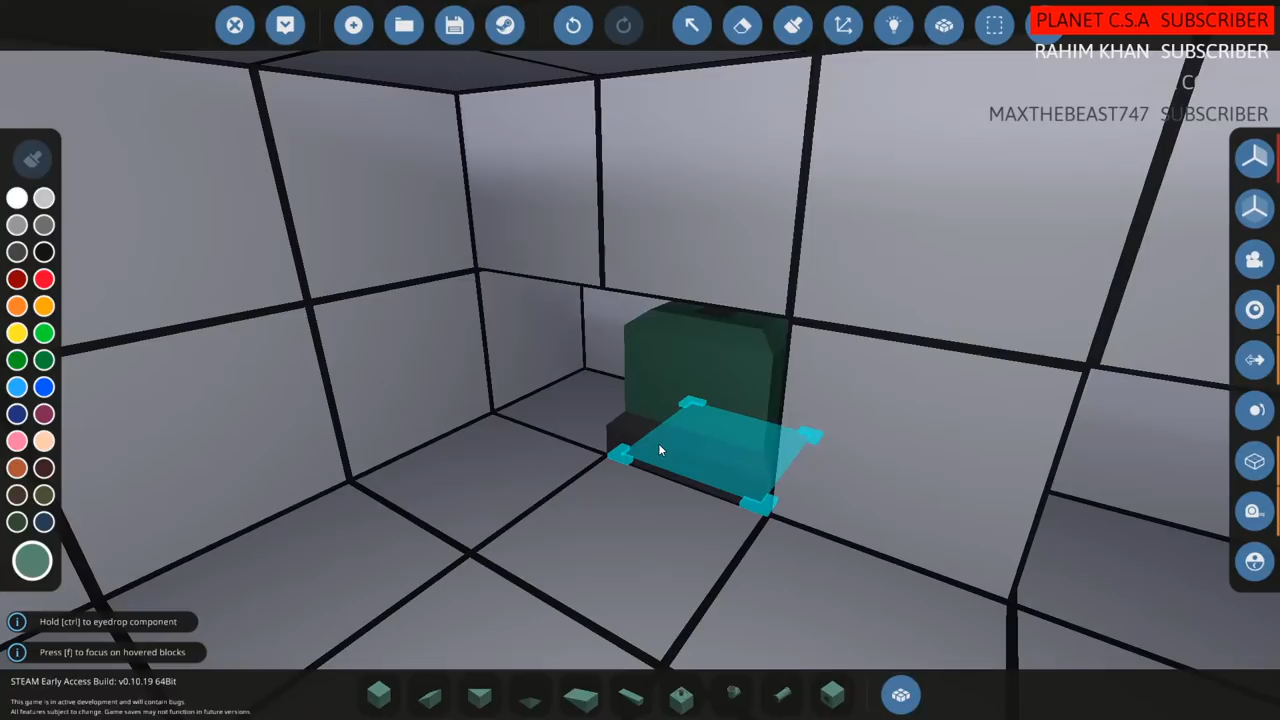 PLANET C.S.A SUBSCRIBER
RAHIM KHAN SUBSCRIBER
MAXTHEBEAST747 SUBSCRIBER
Hold [ctrl] to eyedrop component
Press [f] to focus on hovered blocks
STEAM Early Access Build: v0.10.19 64Bit
This game is in active development and will contain bugs.
All features subject to change. Game saves may not function in future versions.